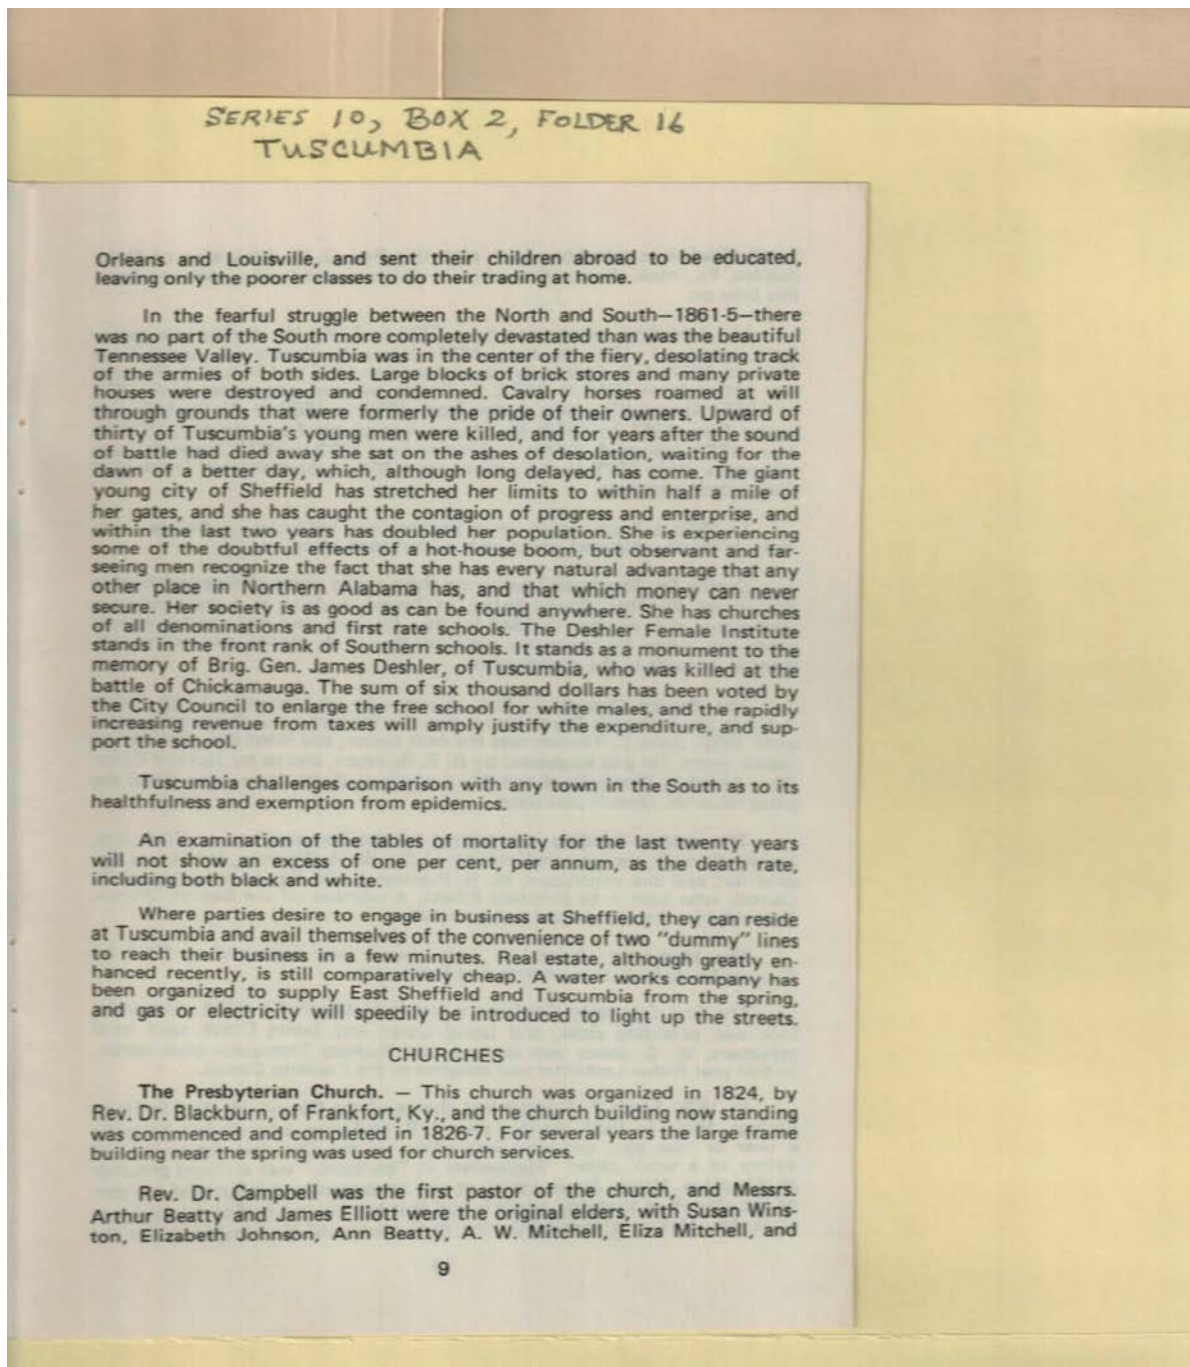 SERIES 10, BOX 2, FOLDER 16
TUSCUMBIA
Orleans and Louisville, and sent their children abroad to be educated,
leaving only the poorer classes to do their trading at home.
In the fearful struggle between the North and South—1861-5—there
was no part of the South more completely devastated than was the beautiful
Tennessee Valley. Tuscumbia was in the center of the fiery, desolating track
of the armies of both sides. Large blocks of brick stores and many private
houses were destroyed and condemned. Cavalry horses roamed at will
through grounds that were formerly the pride of their owners. Upward of
thirty of Tuscumbia's young men were killed, and for years after the sound
of battle had died away she sat on the ashes of desolation, waiting for the
dawn of a better day, which, although long delayed, has come. The giant
young city of Sheffield has stretched her limits to within half a mile of
her gates, and she has caught the contagion of progress and enterprise, and
within the last two years has doubled her population. She is experiencing
some of the doubtful effects of a hot-house boom, but observant and far-
seeing men recognize the fact that she has every natural advantage that any
other place in Northern Alabama has, and that which money can never
secure. Her society is as good as can be found anywhere. She has churches
of all denominations and first rate schools. The Deshler Female Institute
stands in the front rank of Southern schools. It stands as a monument to the
memory of Brig. Gen. James Deshler, of Tuscumbia, who was killed at the
battle of Chickamauga. The sum of six thousand dollars has been voted by
the City Council to enlarge the free school for white males, and the rapidly
increasing revenue from taxes will amply justify the expenditure, and sup-
port the school.
Tuscumbia challenges comparison with any town in the South as to its
healthfulness and exemption from epidemics.
An examination of the tables of mortality for the last twenty years
will not show an excess of one per cent, per annum, as the death rate,
including both black and white.
Where parties desire to engage in business at Sheffield, they can reside
at Tuscumbia and avail themselves of the convenience of two "dummy" lines
to reach their business in a few minutes. Real estate, although greatly en-
hanced recently, is still comparatively cheap. A water works company has
been organized to supply East Sheffield and Tuscumbia from the spring,
and gas or electricity will speedily be introduced to light up the streets.
CHURCHES
The Presbyterian Church. — This church was organized in 1824, by
Rev. Dr. Blackburn, of Frankfort, Ky., and the church building now standing
was commenced and completed in 1826-7. For several years the large frame
building near the spring was used for church services.
Rev. Dr. Campbell was the first pastor of the church, and Messrs.
Arthur Beatty and James Elliott were the original elders, with Susan Wins-
ton, Elizabeth Johnson, Ann Beatty, A. W. Mitchell, Eliza Mitchell, and
9